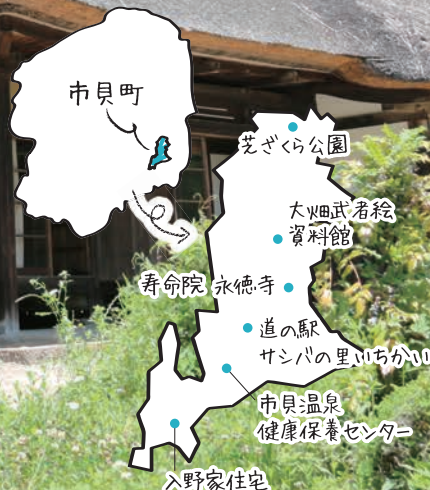 市貝町
芝ざくら公園
大畑武者絵
資料館
寿命院 永徳寺
道の駅
サシバの里いちかい
市貝温泉
健康保養センター
入野家住宅